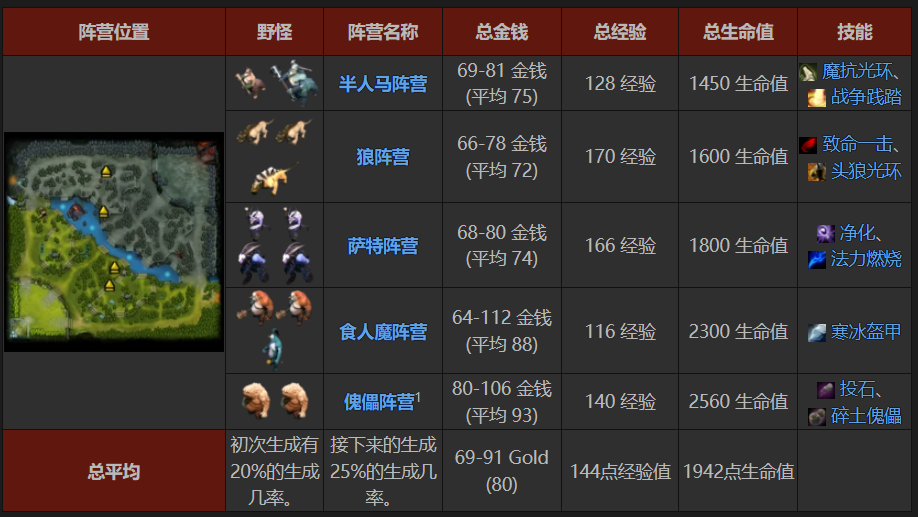 阵营位置 野怪 阵营名称 总金钱 总经验 总生命值 技能
半人马阵营 69-81 金钱 (平均 75) 128 经验 1450 生命值 魔抗光环、 战争践踏
狼阵营 66-78 金钱 (平均 72) 170 经验 1600 生命值 致命一击、 头狼光环
萨特阵营 68-80 金钱 (平均 74) 166 经验 1800 生命值 净化、 法力燃烧
食人魔阵营 64-112 金钱 (平均 88) 116 经验 2300 生命值 寒冰盔甲
傀儡阵营1 80-106 金钱 (平均 93) 140 经验 2560 生命值 投石、 碎土傀儡
总平均 初次生成有20%的生成几率。 接下来的生成25%的生成几率。 69-91 Gold (80) 144点经验值 1942点生命值